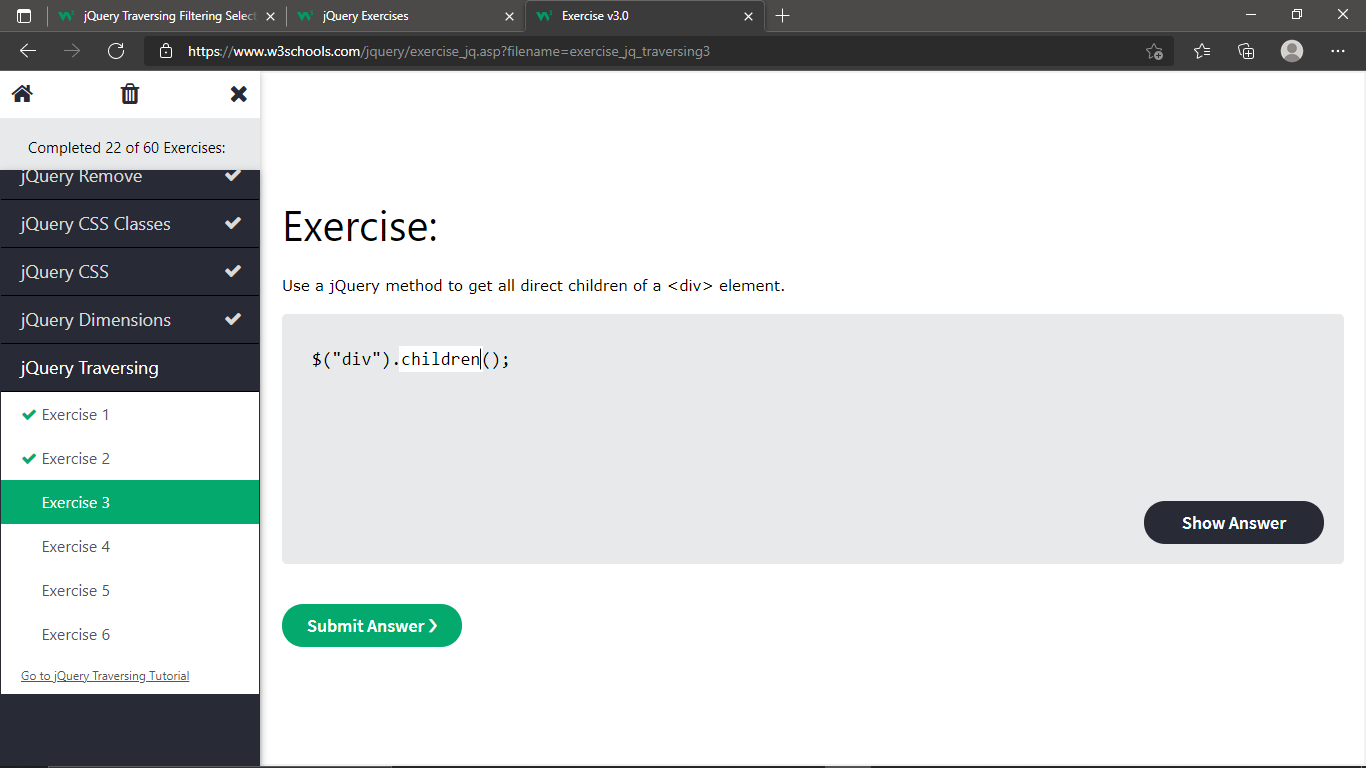 jQuery Traversing Filtering Select
jQuery Exercises
Exercise v3.0
https://www.w3schools.com/jquery/exercise_jq.asp?filename=exercise_jq_traversing3
Completed 22 of 60 Exercises:
jQuery Remove
jQuery CSS Classes
jQuery CSS
jQuery Dimensions
jQuery Traversing
Exercise 1
Exercise 2
Exercise 3
Exercise 4
Exercise 5
Exercise 6
Go to jQuery Traversing Tutorial
Exercise:
Use a jQuery method to get all direct children of a <div> element.
$("div").children();
Show Answer
Submit Answer ❯